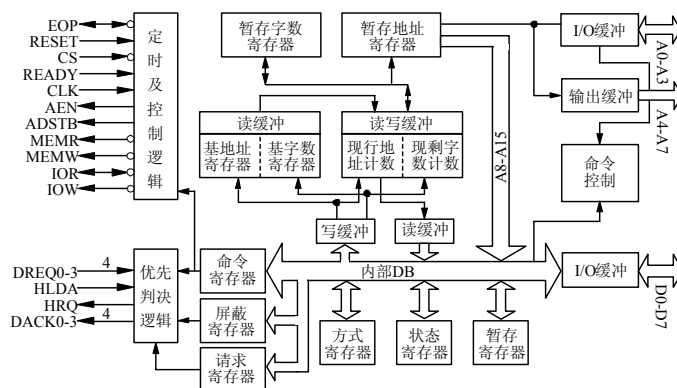 EOP
RESET
CS
READY
CLK
AEN
ADSTB
MEMR
MEMW
IOR
IOW
定时及控制逻辑
暂存字数
寄存器
暂存地址
寄存器
I/O缓冲
A0-A3
输出缓冲
A4-A7
读缓冲
基地址
寄存器
基字数
寄存器
读写缓冲
现行地
址计数
现剩字
数计数
A8-A15
命令
控制
写缓冲
读缓冲
DREQ0-3
4
HLDA
HRQ
DACK0-3
4
优先
判决
逻辑
命令
寄存器
内部DB
I/O缓冲
D0-D7
屏蔽
寄存器
请求
寄存器
方式
寄存器
状态
寄存器
暂存
寄存器